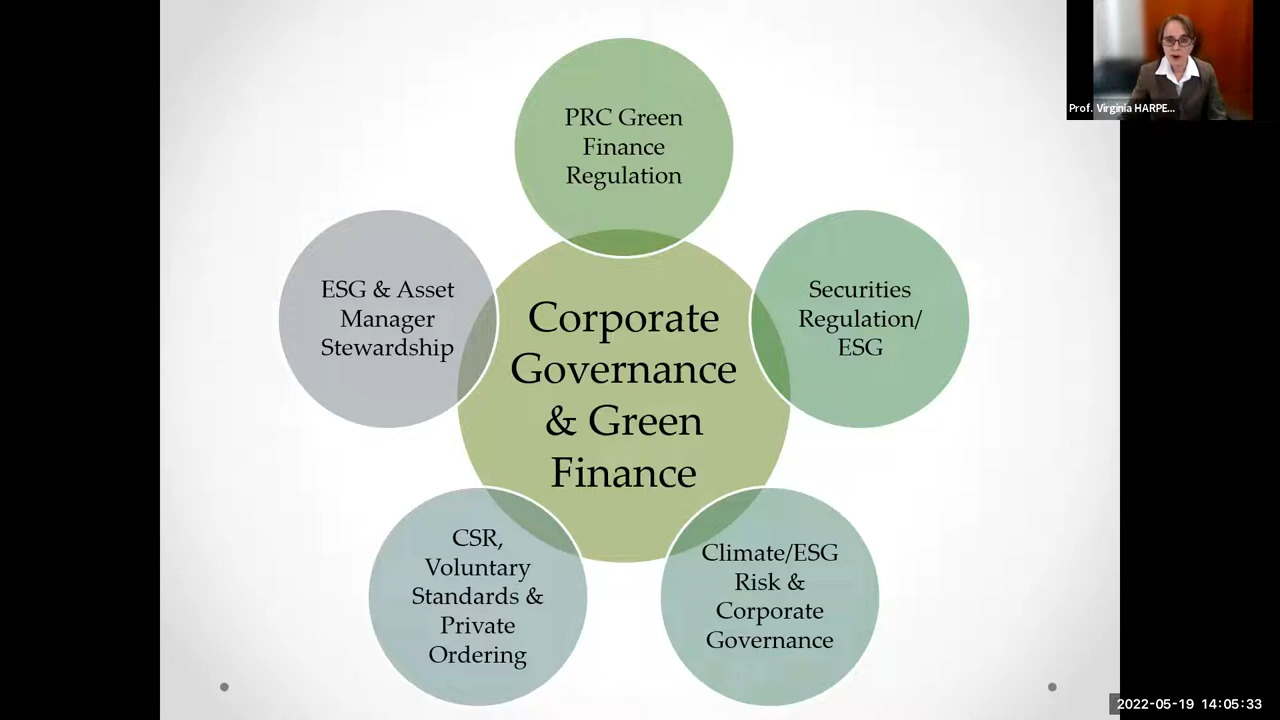 PRC Green
Finance
Regulation
Prof. Virginia HARPE...
ESG & Asset
Manager
Stewardship
Securities
Regulation/
ESG
Corporate
Governance
& Green
Finance
CSR,
Voluntary
Standards &
Private
Ordering
Climate/ESG
Risk &
Corporate
Governance
2022-05-19 14:05:33